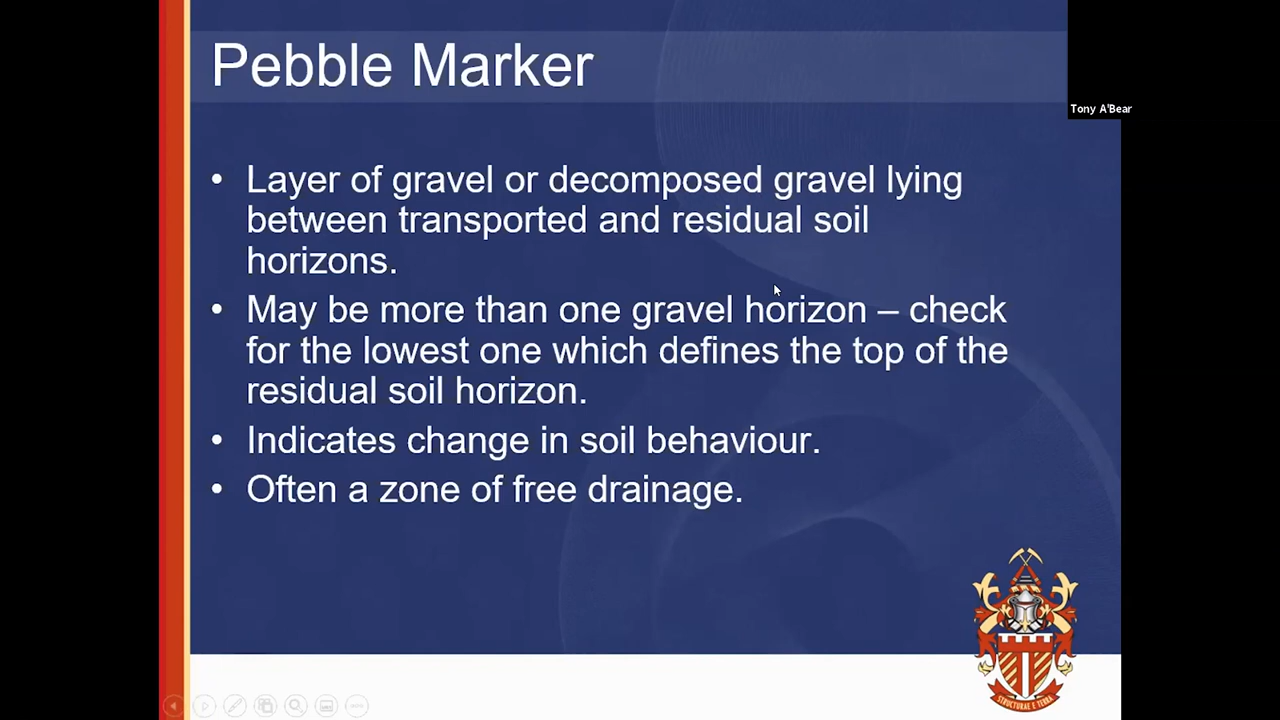 Pebble Marker
Tony A'Bear
• Layer of gravel or decomposed gravel lying
between transported and residual soil
horizons.
• May be more than one gravel horizon – check
for the lowest one which defines the top of the
residual soil horizon.
• Indicates change in soil behaviour.
• Often a zone of free drainage.
STRUCTURAE E TERRA